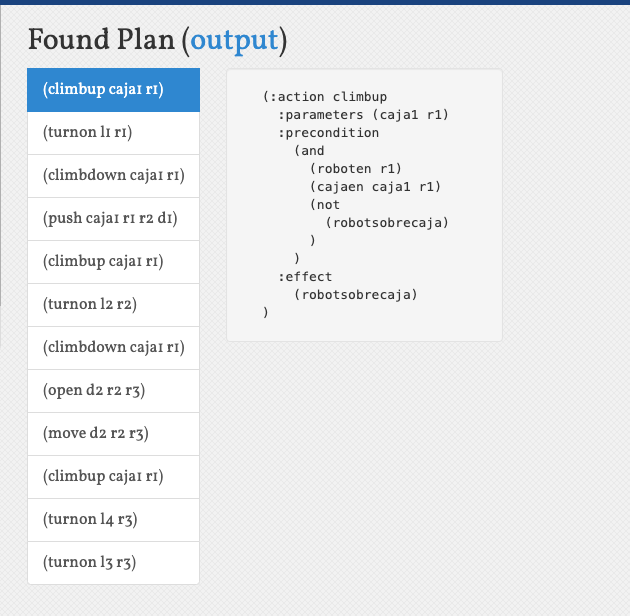 Found Plan (output)
(climbup caja1 r1)
(turnon l1 r1)
(climbdown caja1 r1)
(push caja1 r1 r2 d1)
(climbup caja1 r1)
(turnon l2 r2)
(climbdown caja1 r1)
(open d2 r2 r3)
(move d2 r2 r3)
(climbup caja1 r1)
(turnon l4 r3)
(turnon l3 r3)
(:action climbup
:parameters (caja1 r1)
:precondition
(and
(roboten r1)
(cajaen caja1 r1)
(not
(robotsobrecaja)
)
)
:effect
(robotsobrecaja)
)